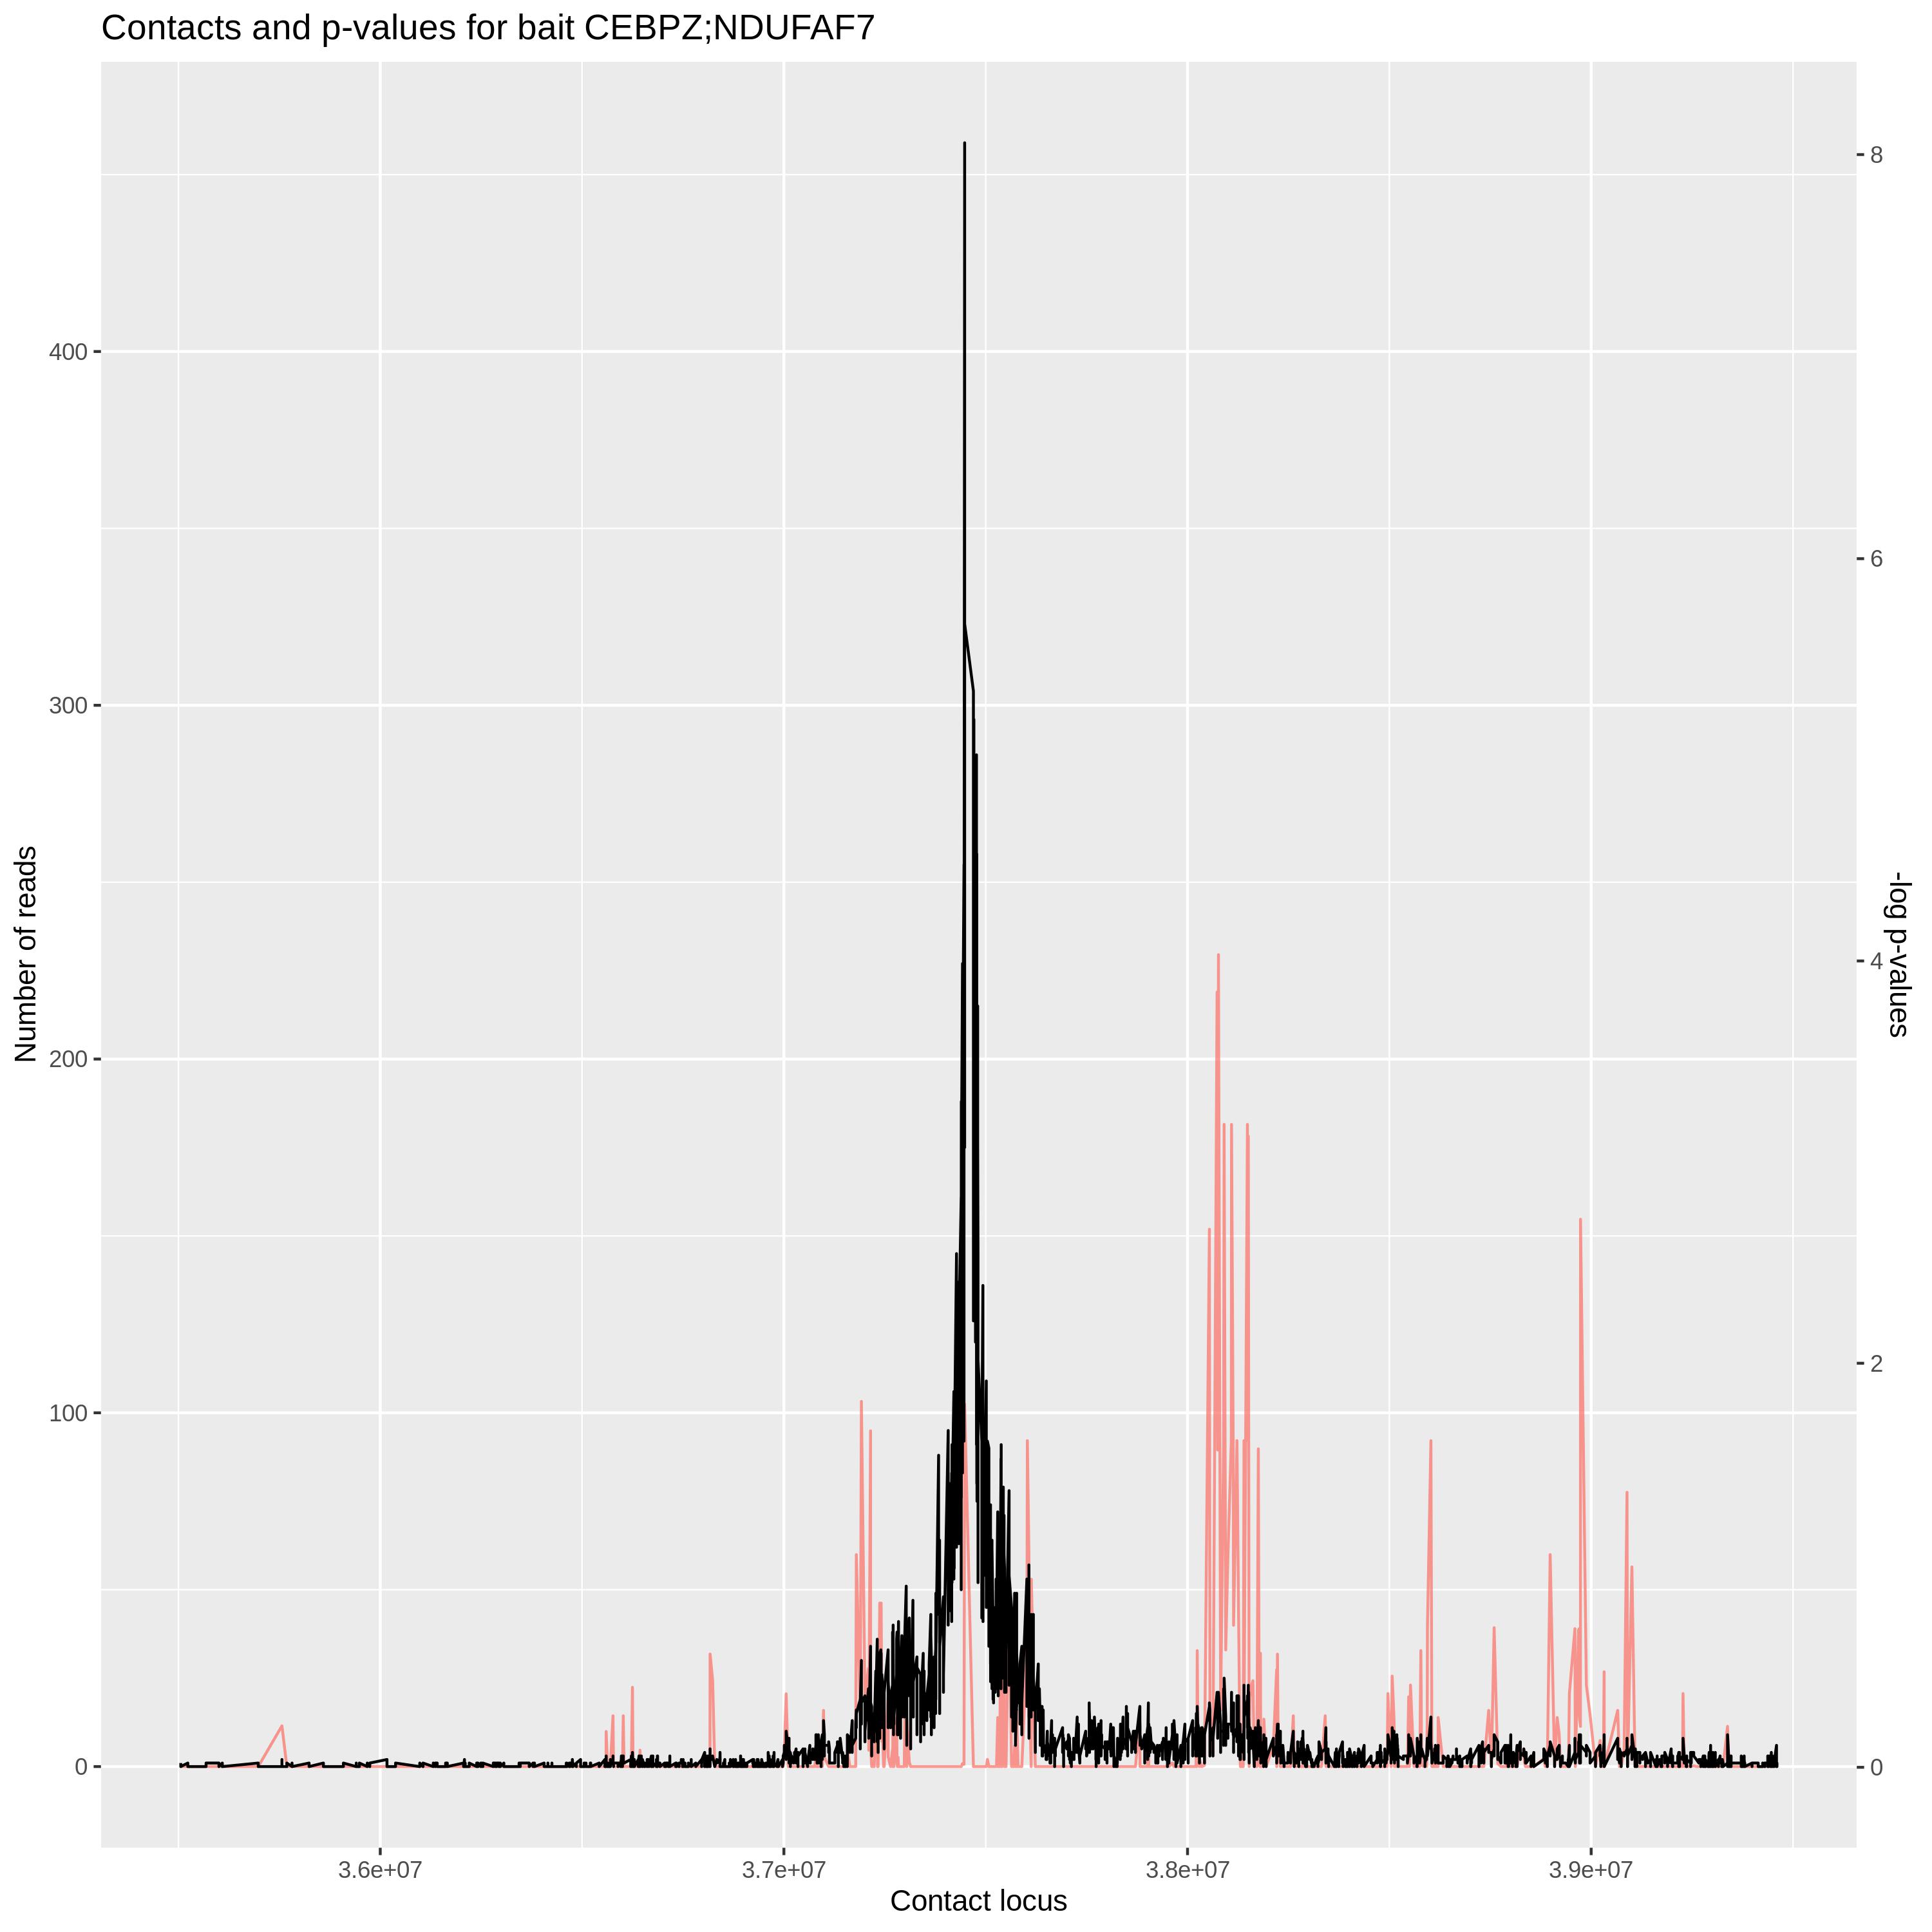 Contacts and p-values for bait CEBPZ;NDUFAF7
Number of reads
400
300
200
100
0
8
6
4
2
0
-log p-values
3.6e+07
3.7e+07
3.8e+07
3.9e+07
Contact locus